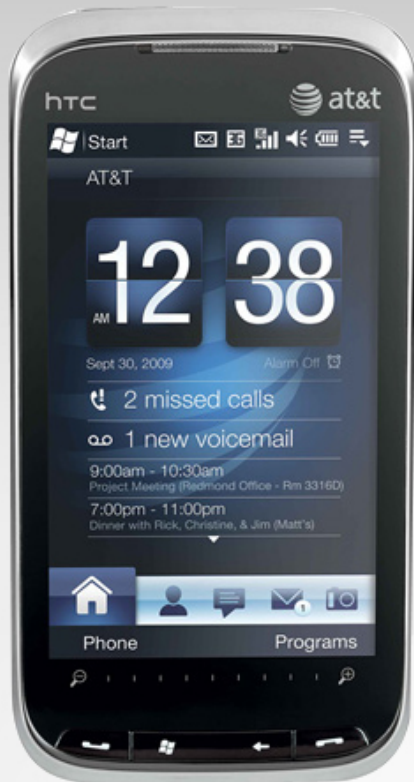 hTC
at&t
Start
3G
AT&T
AM
12
38
Sept 30, 2009
Alarm Off
2 missed calls
1 new voicemail
9:00am - 10:30am
Project Meeting (Redmond Office - Rm 3316D)
7:00pm - 11:00pm
Dinner with Rick, Christine, & Jim (Matt's)
1
Phone
Programs